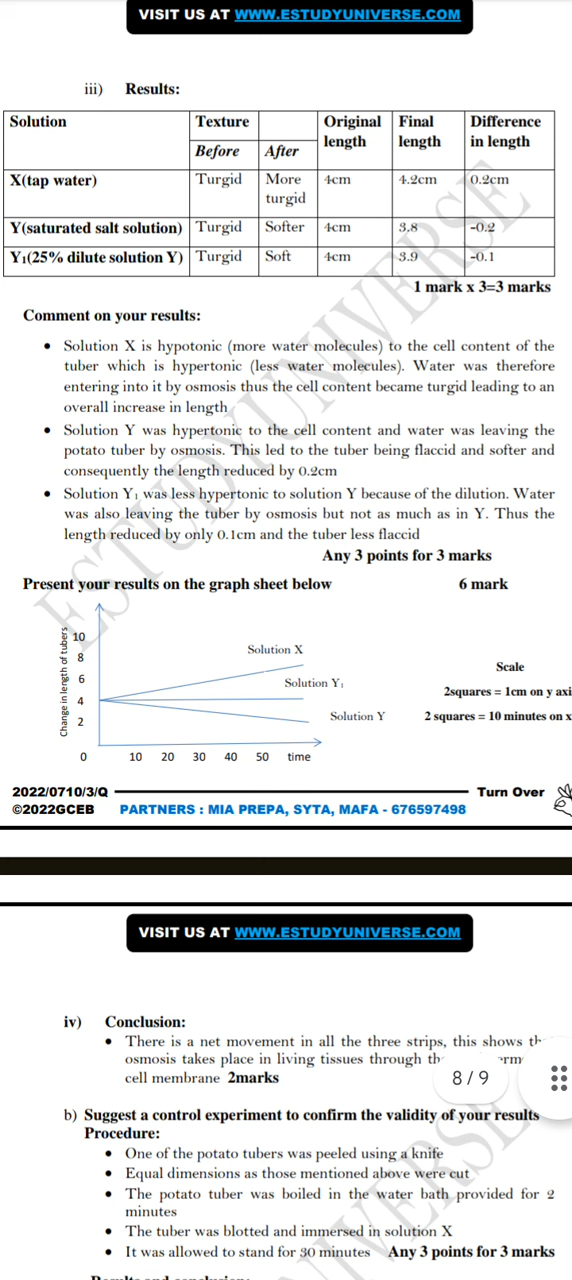 VISIT US AT WWW.ESTUDYUNIVERSE.COM
iii) Results:
Solution Texture Original length Final length Difference in length
Before After
X(tap water) Turgid More turgid 4cm 4.2cm 0.2cm
Y(saturated salt solution) Turgid Softer 4cm 3.8 -0.2
Y1(25% dilute solution Y) Turgid Soft 4cm 3.9 -0.1
1 mark x 3=3 marks
Comment on your results:
• Solution X is hypotonic (more water molecules) to the cell content of the
tuber which is hypertonic (less water molecules). Water was therefore
entering into it by osmosis thus the cell content became turgid leading to an
overall increase in length
• Solution Y was hypertonic to the cell content and water was leaving the
potato tuber by osmosis. This led to the tuber being flaccid and softer and
consequently the length reduced by 0.2cm
• Solution Y1 was less hypertonic to solution Y because of the dilution. Water
was also leaving the tuber by osmosis but not as much as in Y. Thus the
length reduced by only 0.1cm and the tuber less flaccid
Any 3 points for 3 marks
Present your results on the graph sheet below 6 mark
Change in length of tubers
10
8
6
4
2
Solution X
Solution Y1
Solution Y
0 10 20 30 40 50 time
Scale
2squares = 1cm on y axi
2 squares = 10 minutes on x
2022/0710/3/Q Turn Over
©2022GCEB PARTNERS : MIA PREPA, SYTA, MAFA - 676597498
VISIT US AT WWW.ESTUDYUNIVERSE.COM
iv) Conclusion:
• There is a net movement in all the three strips, this shows
osmosis takes place in living tissues through
cell membrane 2marks
8 / 9
b) Suggest a control experiment to confirm the validity of your results
Procedure:
• One of the potato tubers was peeled using a knife
• Equal dimensions as those mentioned above were cut
• The potato tuber was boiled in the water bath provided for 2
minutes
• The tuber was blotted and immersed in solution X
• It was allowed to stand for 30 minutes Any 3 points for 3 marks
ESTUDYUNIVERSE